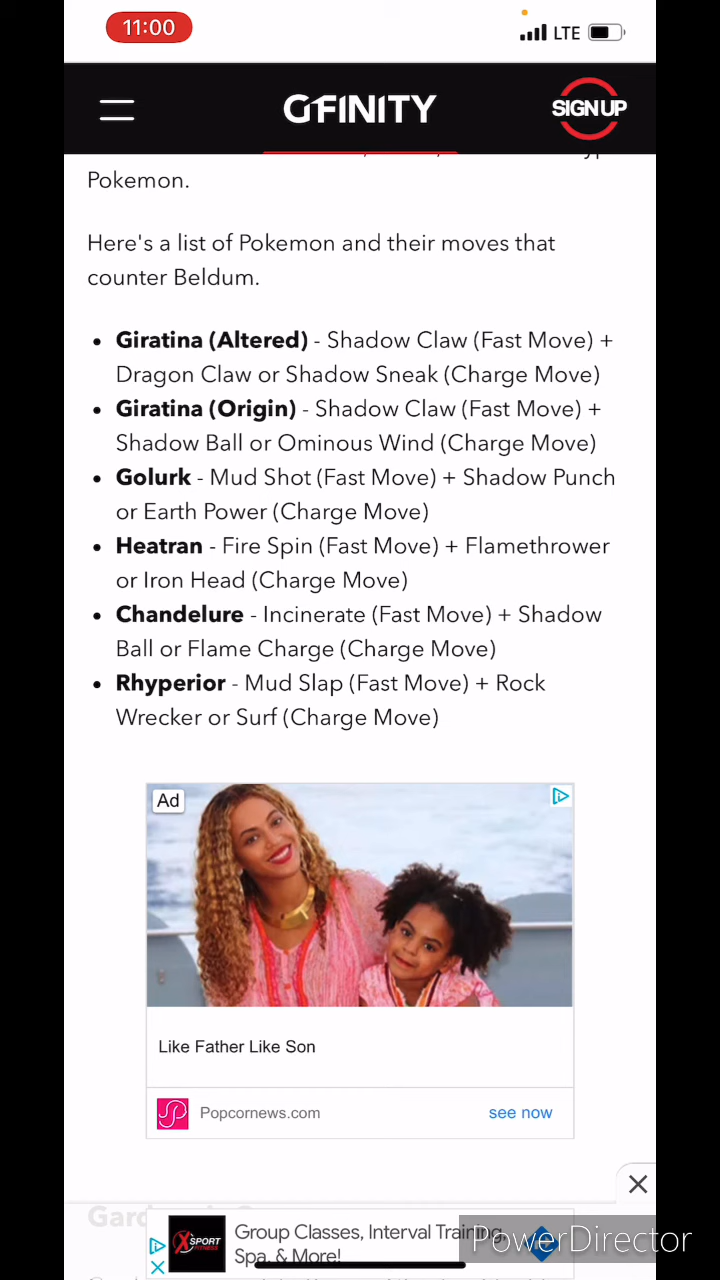 11:00
LTE
GFINITY
SIGN UP
Pokemon.
Here's a list of Pokemon and their moves that
counter Beldum.
• Giratina (Altered) - Shadow Claw (Fast Move) +
Dragon Claw or Shadow Sneak (Charge Move)
• Giratina (Origin) - Shadow Claw (Fast Move) +
Shadow Ball or Ominous Wind (Charge Move)
• Golurk - Mud Shot (Fast Move) + Shadow Punch
or Earth Power (Charge Move)
• Heatran - Fire Spin (Fast Move) + Flamethrower
or Iron Head (Charge Move)
• Chandelure - Incinerate (Fast Move) + Shadow
Ball or Flame Charge (Charge Move)
• Rhyperior - Mud Slap (Fast Move) + Rock
Wrecker or Surf (Charge Move)
Ad
Like Father Like Son
Popcornews.com
see now
XSPORT
FITNESS
Group Classes, Interval Training,
Spa, & More!
PowerDirector